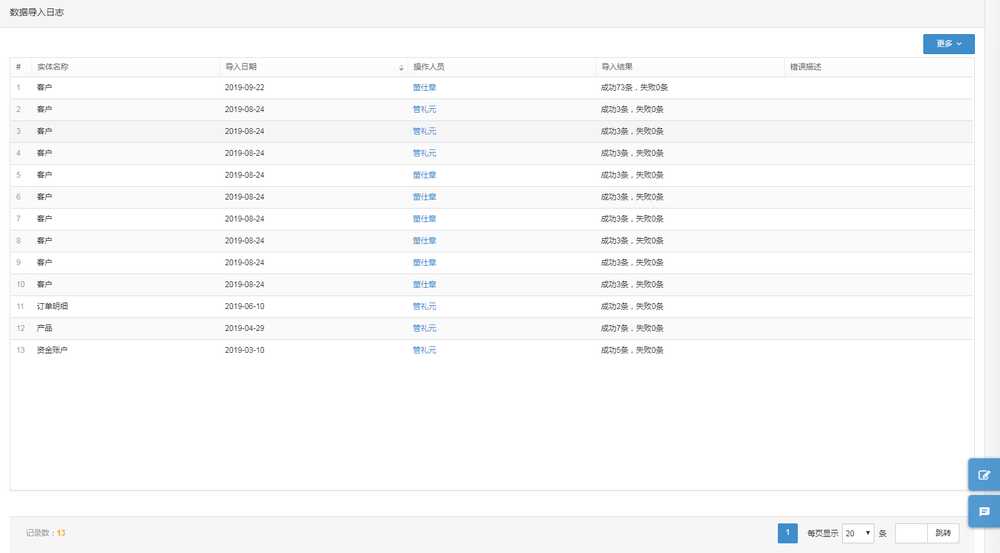 数据导入日志
更多
# 实体名称 导入日期 操作人员 导入结果 错误描述
1 客户 2019-09-22 董仕章 成功73条，失败0条
2 客户 2019-08-24 管礼元 成功3条，失败0条
3 客户 2019-08-24 管礼元 成功3条，失败0条
4 客户 2019-08-24 管礼元 成功3条，失败0条
5 客户 2019-08-24 董仕章 成功3条，失败0条
6 客户 2019-08-24 董仕章 成功3条，失败0条
7 客户 2019-08-24 董仕章 成功3条，失败0条
8 客户 2019-08-24 董仕章 成功3条，失败0条
9 客户 2019-08-24 董仕章 成功3条，失败0条
10 客户 2019-08-24 董仕章 成功3条，失败0条
11 订单明细 2019-06-10 管礼元 成功2条，失败0条
12 产品 2019-04-29 管礼元 成功7条，失败0条
13 资金账户 2019-03-10 管礼元 成功5条，失败0条
记录数：13 1 每页显示 20 条 跳转